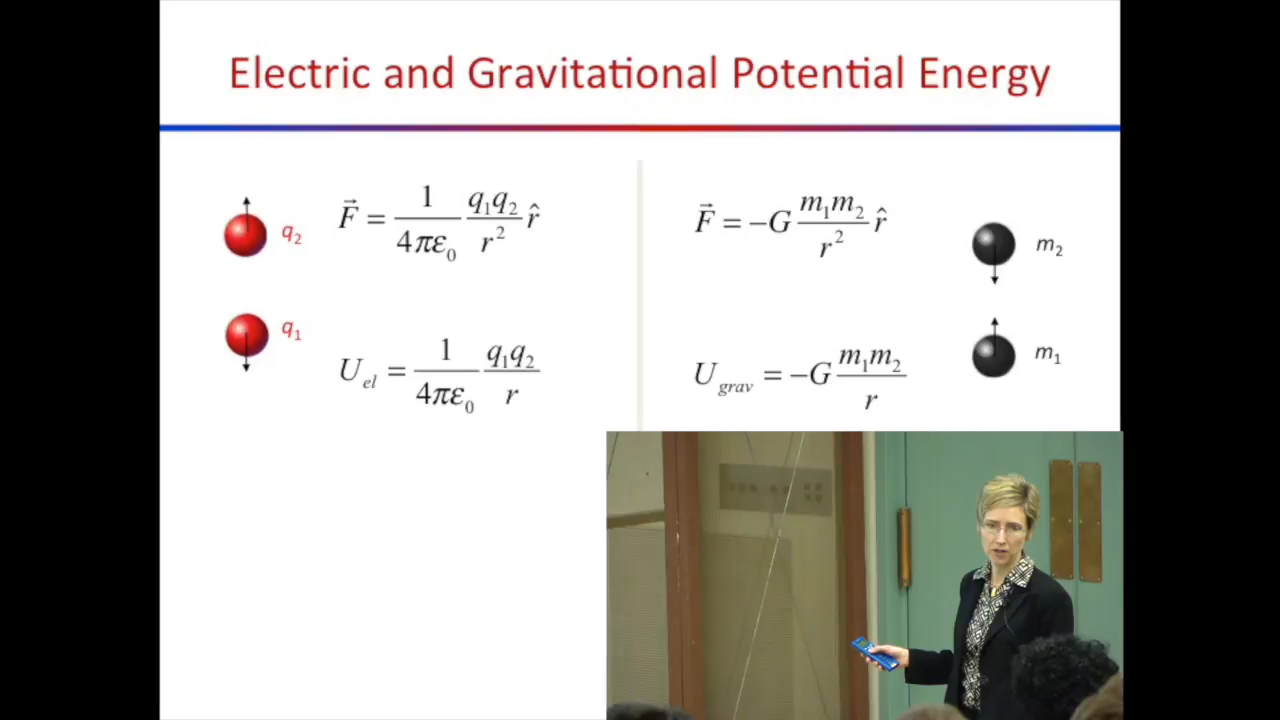 Electric and Gravitational Potential Energy
q₂
F⃗ = 1/(4πε₀) q₁q₂/r² r̂
q₁
U_el = 1/(4πε₀) q₁q₂/r
F⃗ = −G m₁m₂/r² r̂
m₂
U_grav = −G m₁m₂/r
m₁